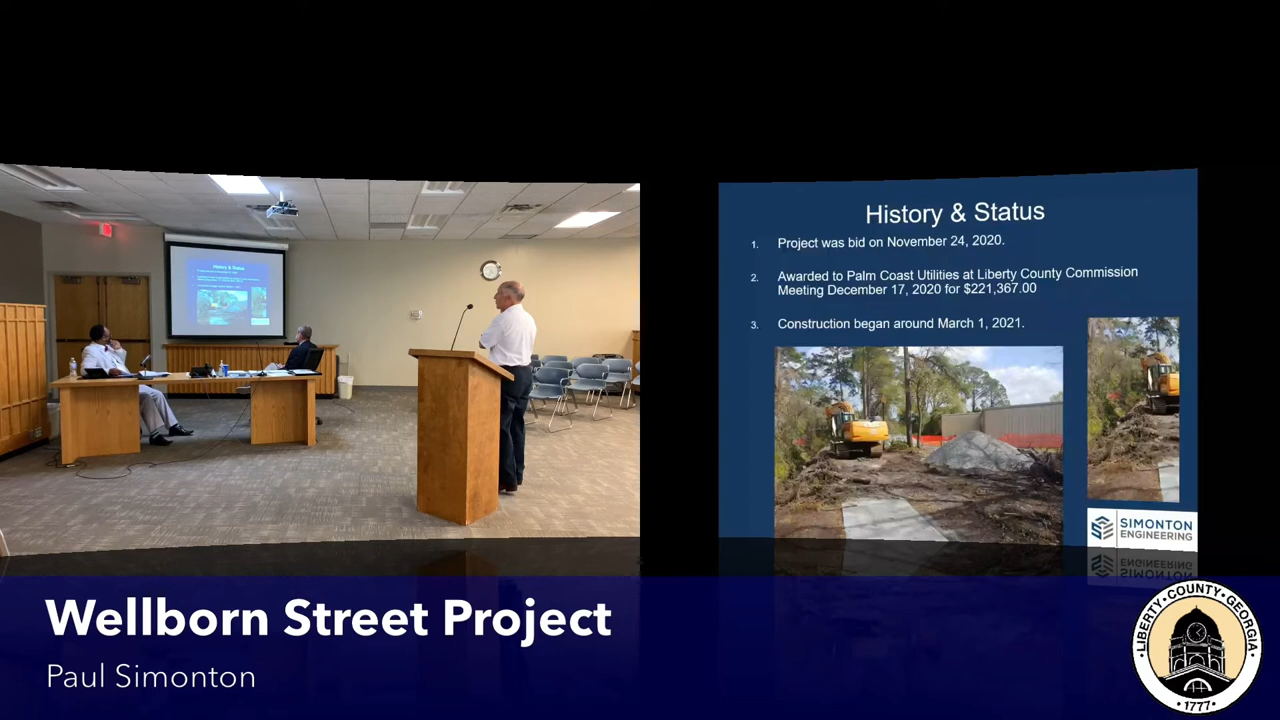 History & Status
1. Project was bid on November 24, 2020.
2. Awarded to Palm Coast Utilities at Liberty County Commission
Meeting December 17, 2020 for $221,367.00
3. Construction began around March 1, 2021.
SIMONTON
ENGINEERING
History & Status
Wellborn Street Project
Paul Simonton
LIBERTY • COUNTY • GEORGIA
• 1777 •